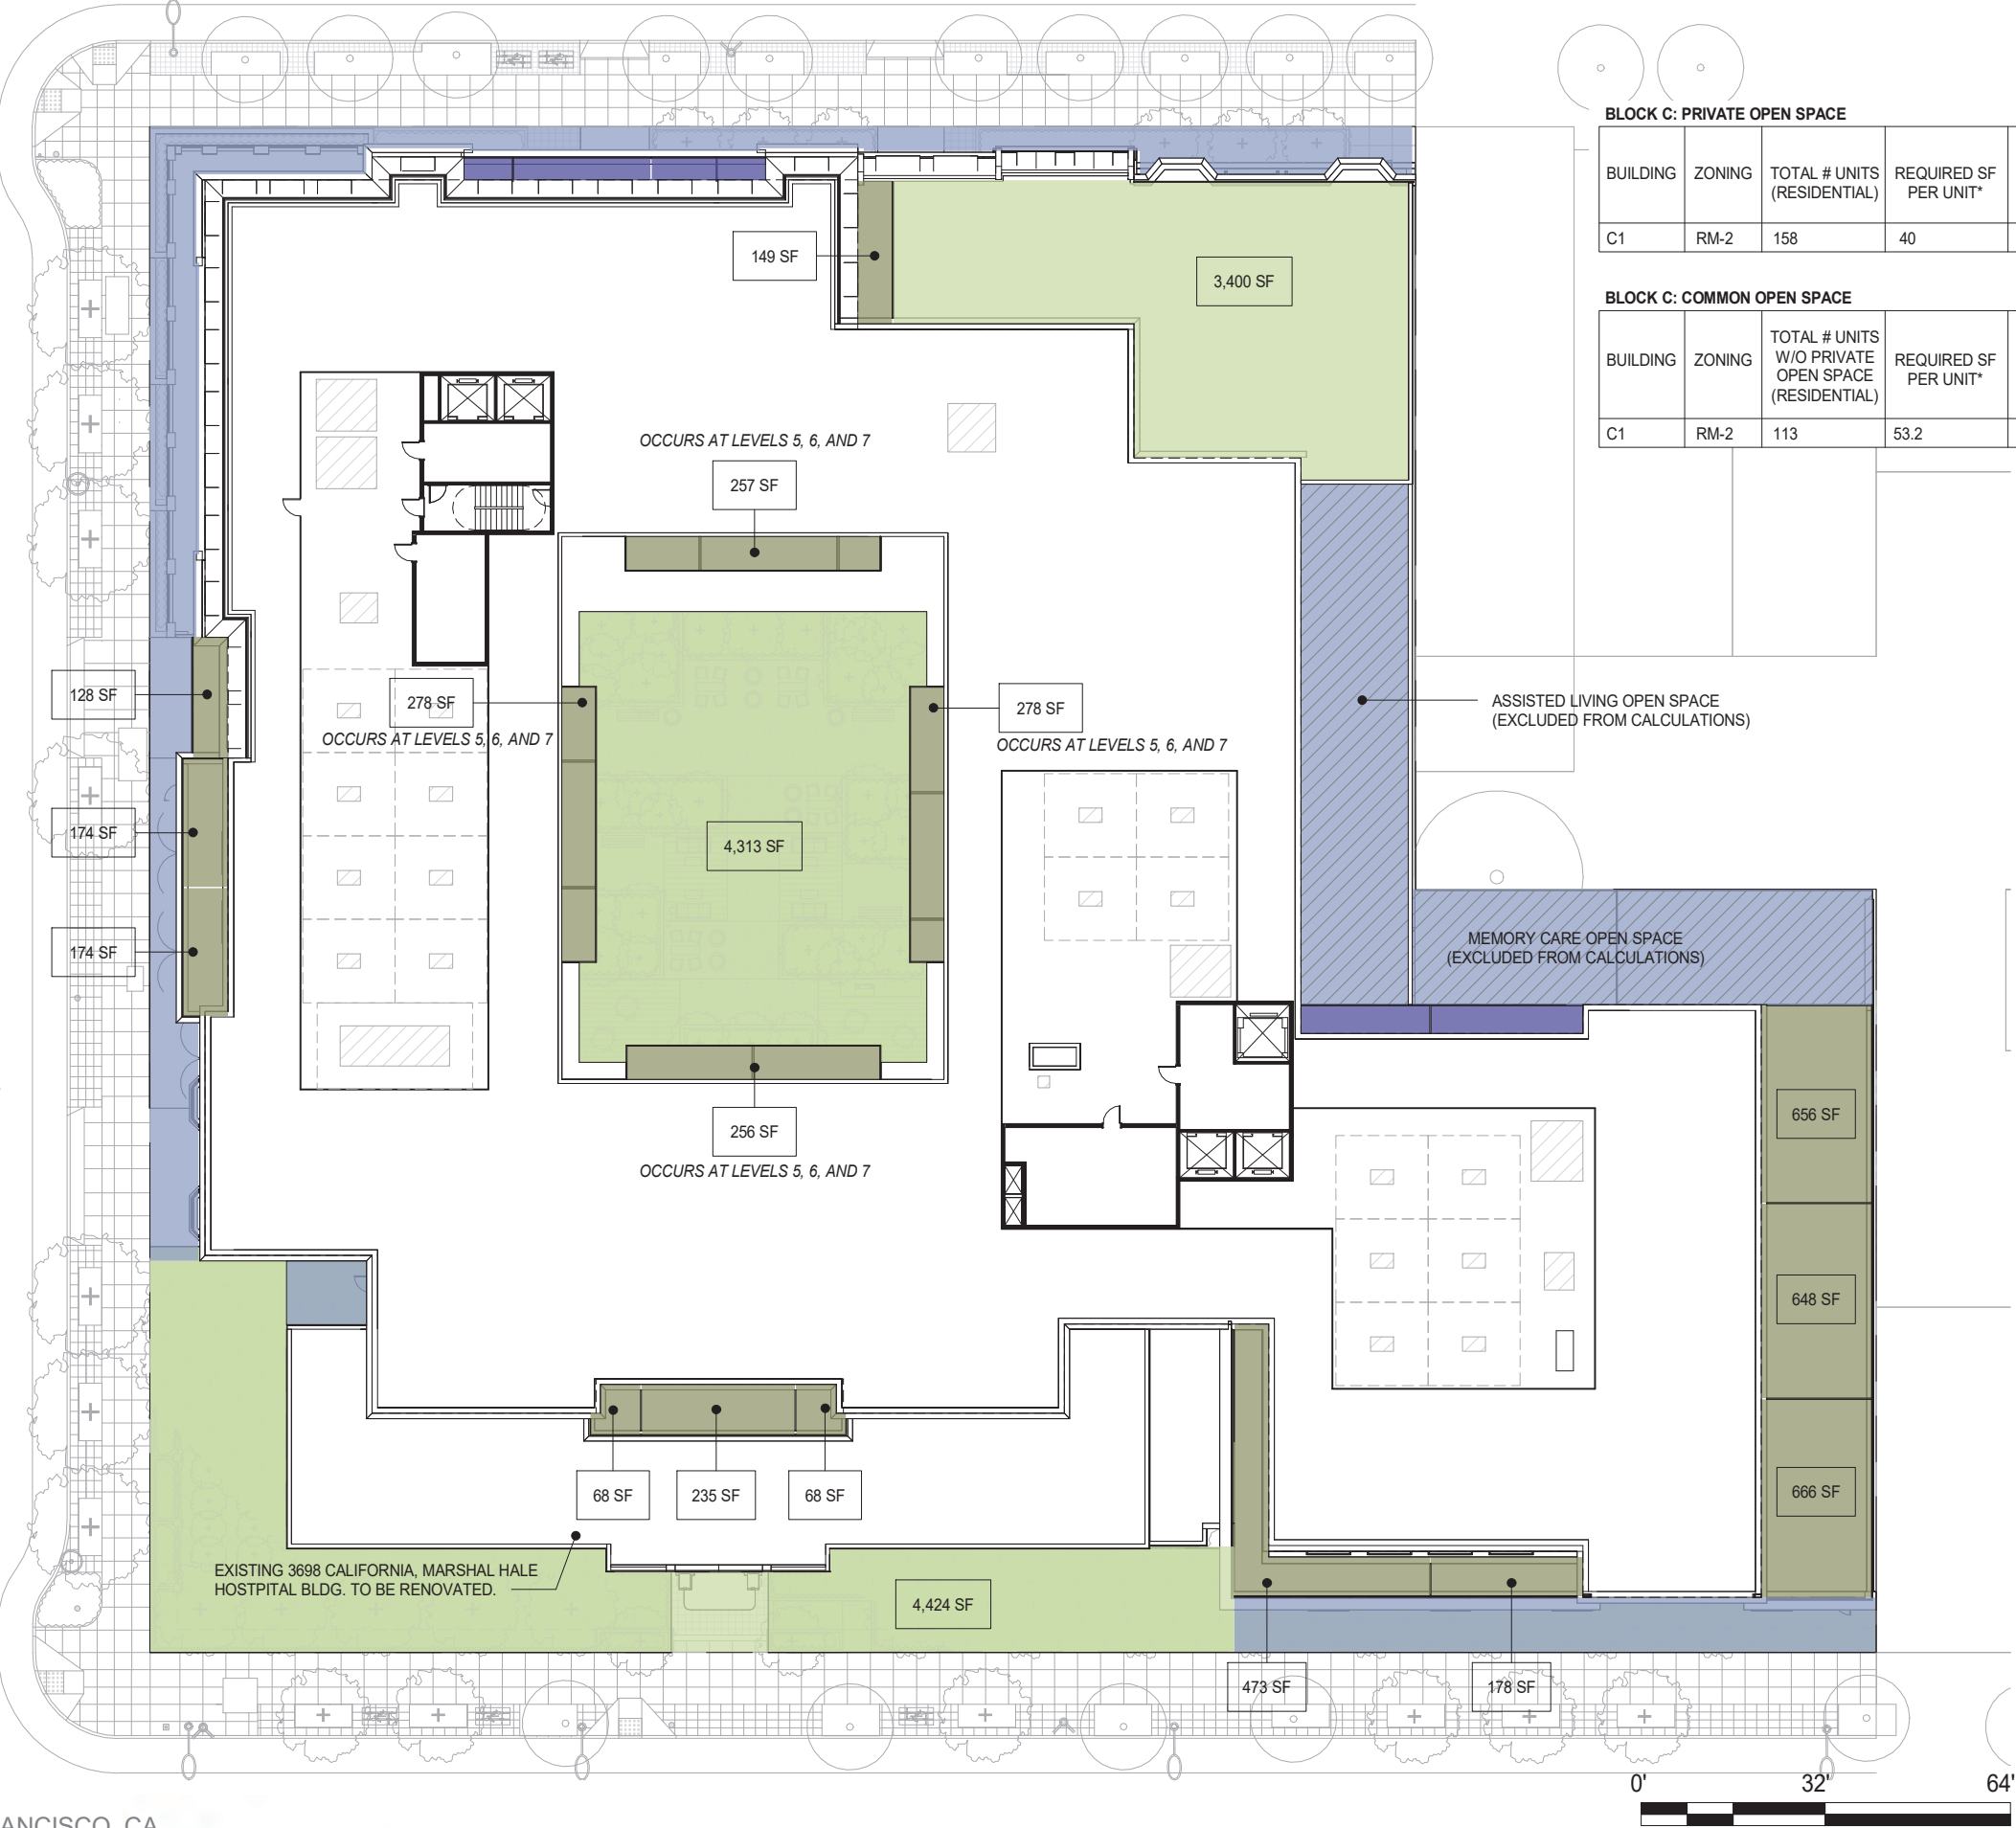 BLOCK C: PRIVATE OPEN SPACE
BUILDING ZONING TOTAL # UNITS (RESIDENTIAL) REQUIRED SF PER UNIT*
C1 RM-2 158 40
BLOCK C: COMMON OPEN SPACE
BUILDING ZONING TOTAL # UNITS W/O PRIVATE OPEN SPACE (RESIDENTIAL) REQUIRED SF PER UNIT*
C1 RM-2 113 53.2
149 SF
3,400 SF
OCCURS AT LEVELS 5, 6, AND 7
257 SF
128 SF
278 SF
OCCURS AT LEVELS 5, 6, AND 7
278 SF
OCCURS AT LEVELS 5, 6, AND 7
ASSISTED LIVING OPEN SPACE
(EXCLUDED FROM CALCULATIONS)
174 SF
4,313 SF
174 SF
MEMORY CARE OPEN SPACE
(EXCLUDED FROM CALCULATIONS)
256 SF
OCCURS AT LEVELS 5, 6, AND 7
656 SF
648 SF
666 SF
68 SF
235 SF
68 SF
EXISTING 3698 CALIFORNIA, MARSHAL HALE
HOSTPITAL BLDG. TO BE RENOVATED.
4,424 SF
473 SF
178 SF
0' 32' 64'
ANCISCO, CA